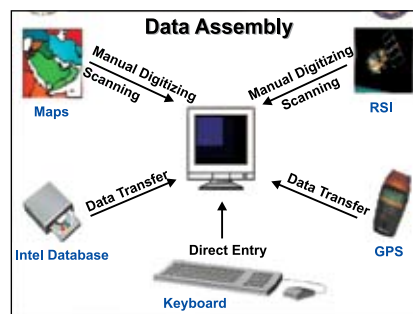 Data Assembly
Manual Digitizing
Scanning
Manual Digitizing
Scanning
Maps
RSI
Data Transfer
Data Transfer
Intel Database
Direct Entry
GPS
Keyboard